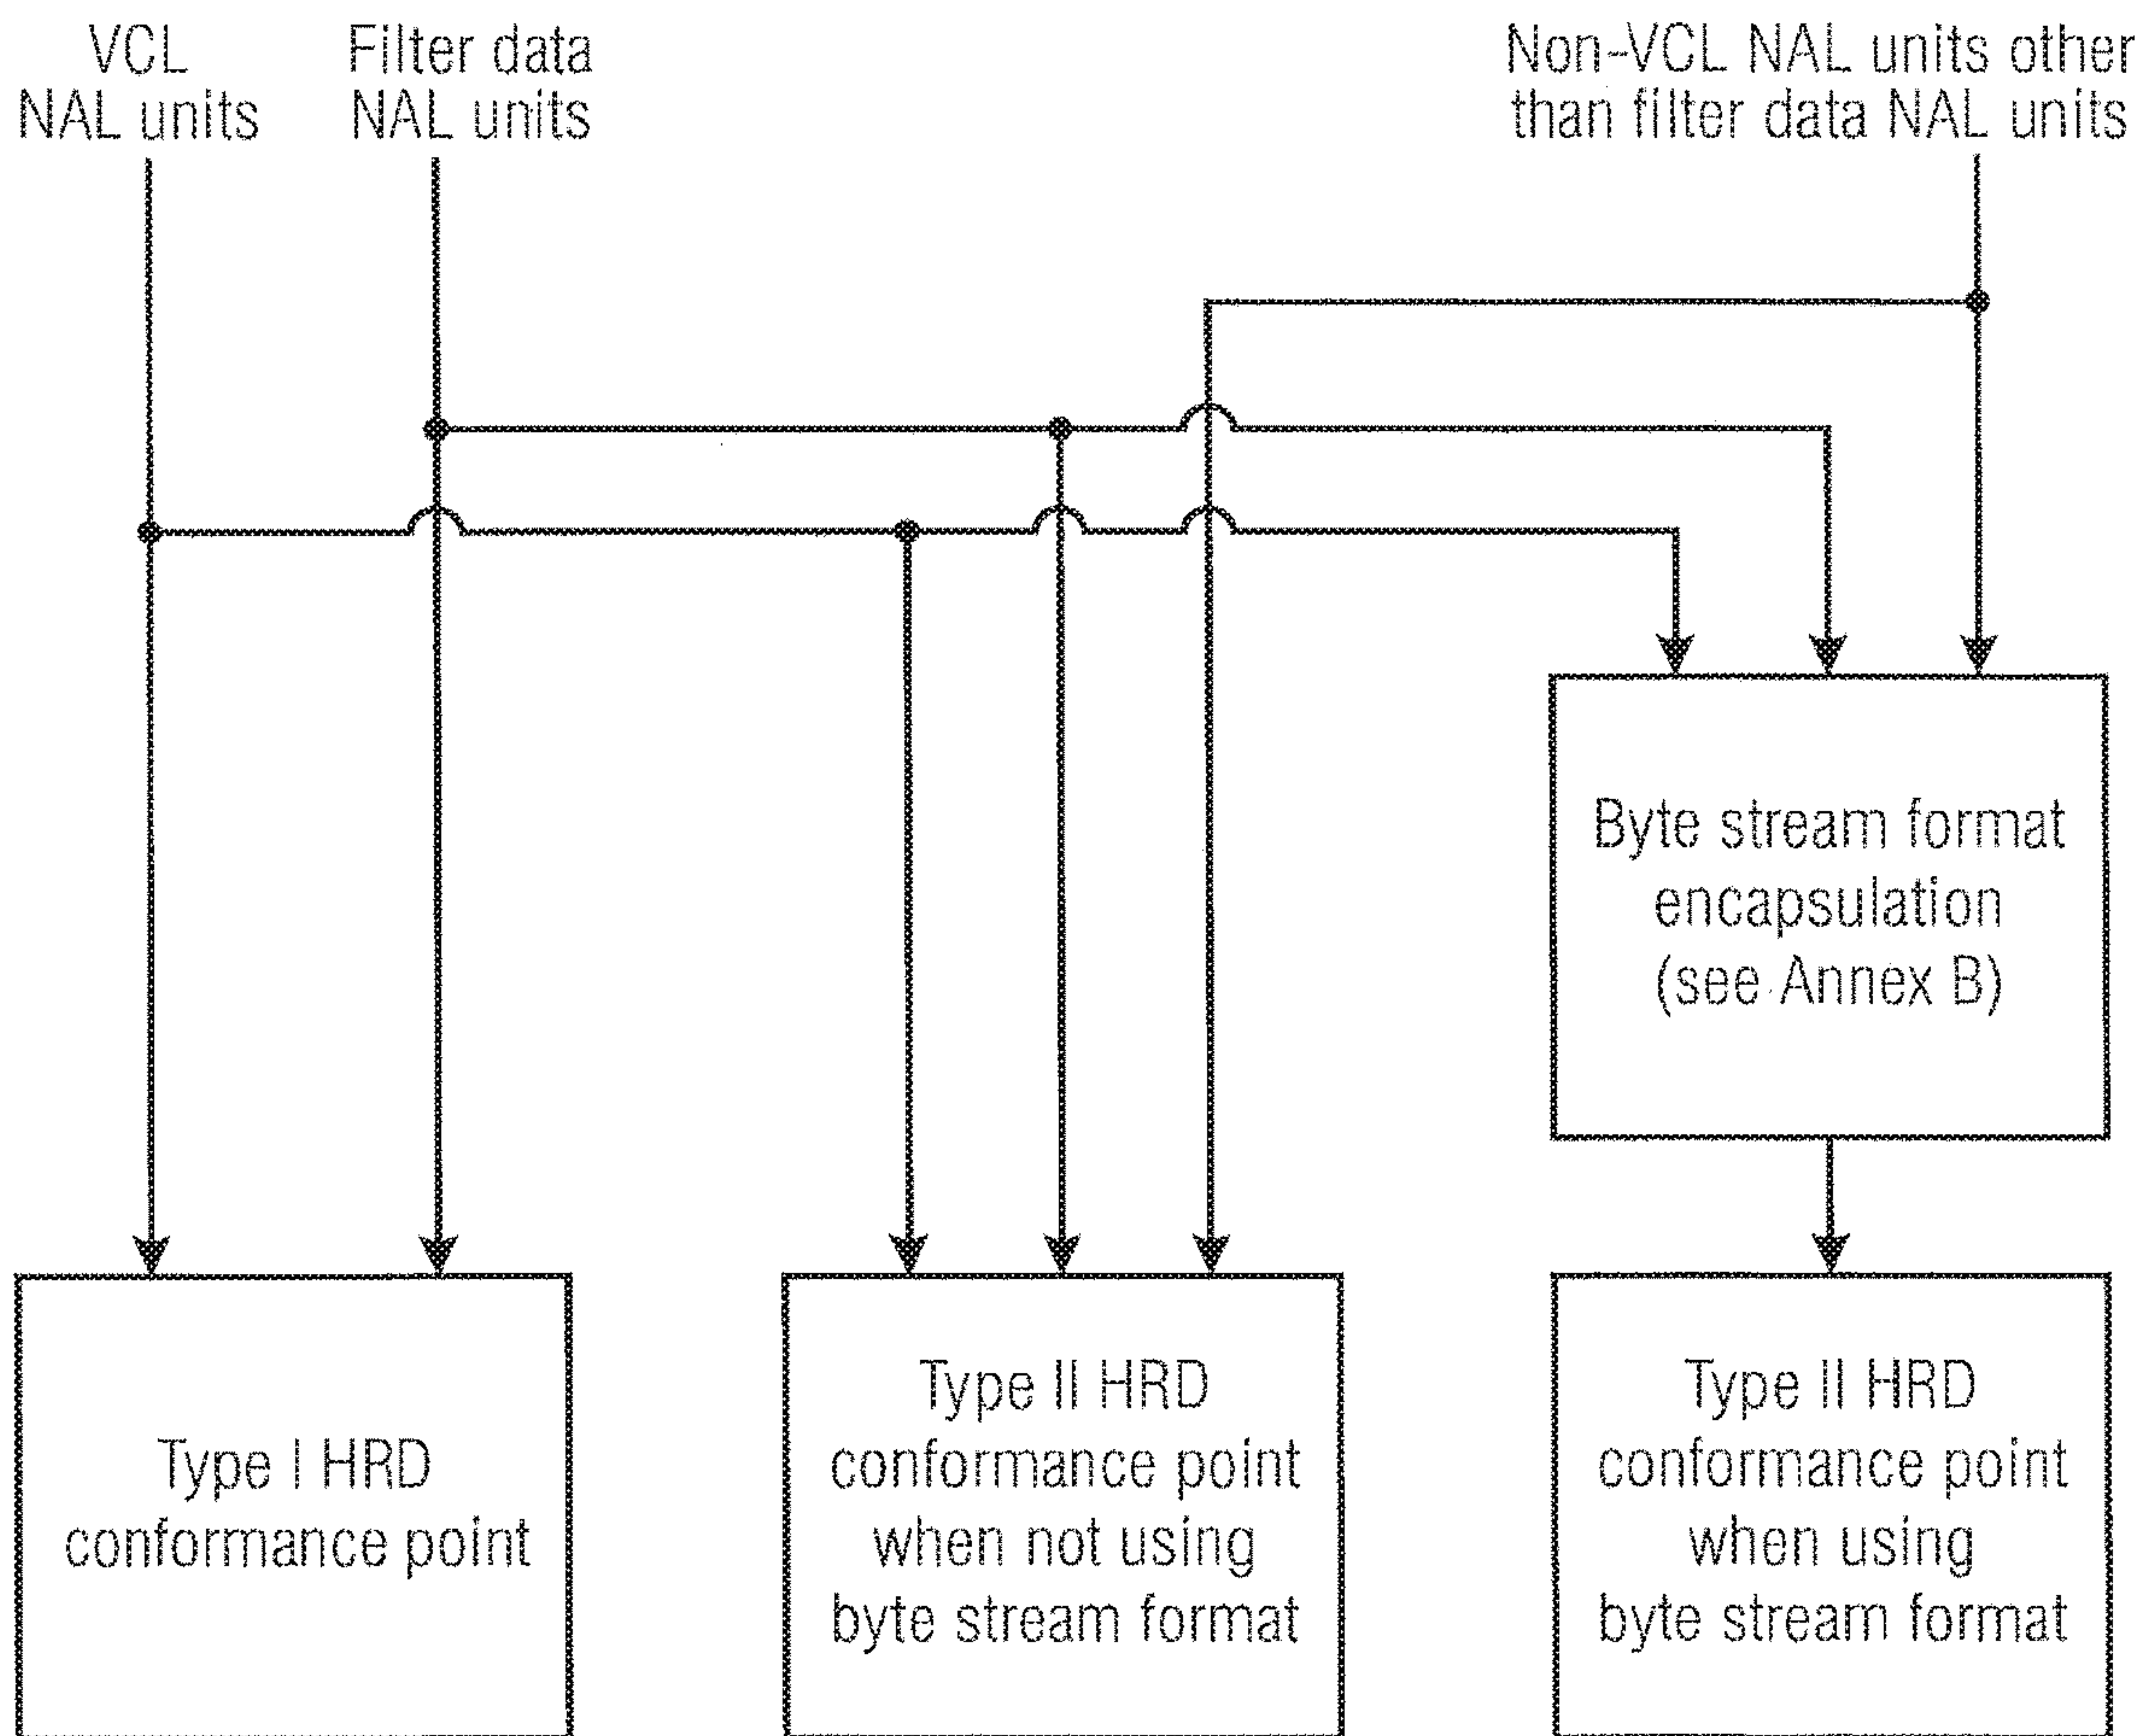 VCL
NAL units
Filter data
NAL units
Non-VCL NAL units other
than filter data NAL units
Byte stream format
encapsulation
(see Annex B)
Type I HRD
conformance point
Type II HRD
conformance point
when not using
byte stream format
Type II HRD
conformance point
when using
byte stream format